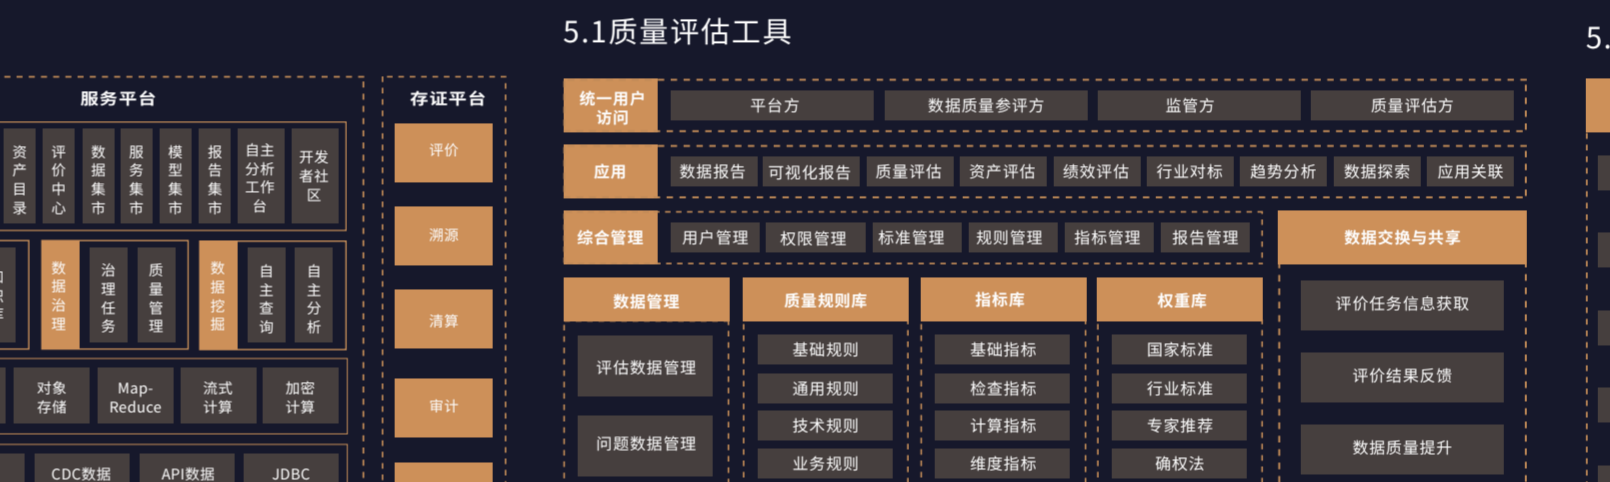 5.1质量评估工具
5.
服务平台
资产目录
评价中心
数据集市
服务集市
模型集市
报告集市
自主
分析
工作
台
开发
者社
区
数据治理
治理任务
质量管理
数据挖掘
自主查询
自主分析
对象
存储
Map-
Reduce
流式
计算
加密
计算
CDC数据
API数据
JDBC
存证平台
评价
溯源
清算
审计
统一用户
访问
平台方
数据质量参评方
监管方
质量评估方
应用
数据报告
可视化报告
质量评估
资产评估
绩效评估
行业对标
趋势分析
数据探索
应用关联
综合管理
用户管理
权限管理
标准管理
规则管理
指标管理
报告管理
数据管理
评估数据管理
问题数据管理
质量规则库
基础规则
通用规则
技术规则
业务规则
指标库
基础指标
检查指标
计算指标
维度指标
权重库
国家标准
行业标准
专家推荐
确权法
数据交换与共享
评价任务信息获取
评价结果反馈
数据质量提升